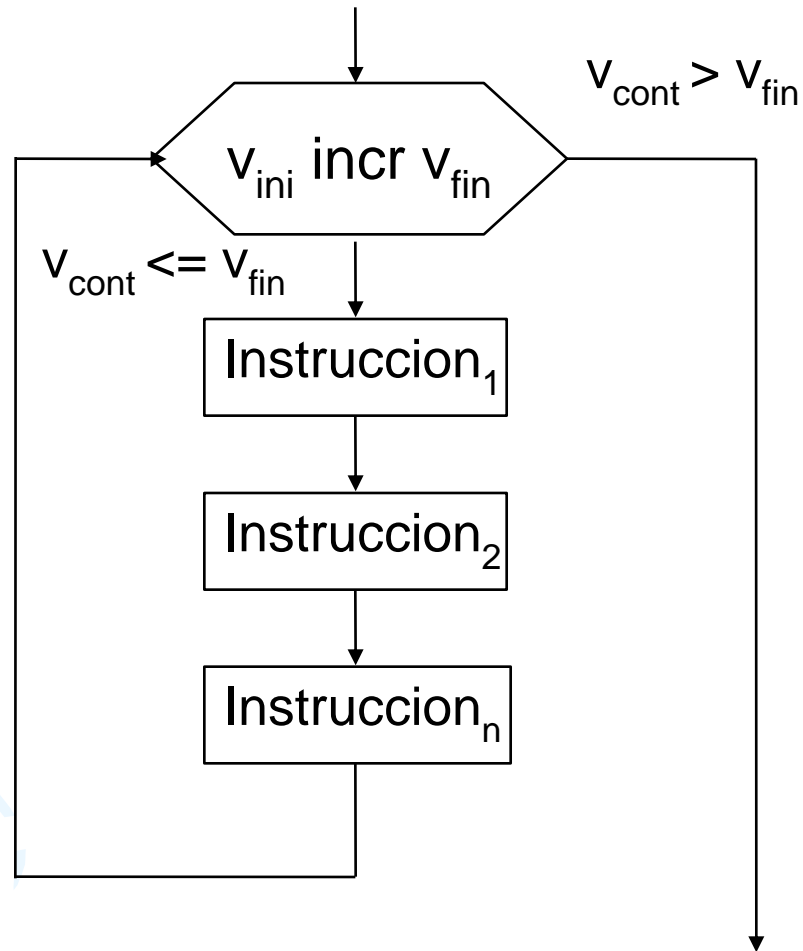 v_cont > v_fin
v_ini incr v_fin
v_cont <= v_fin
Instruccion_1
Instruccion_2
Instruccion_n